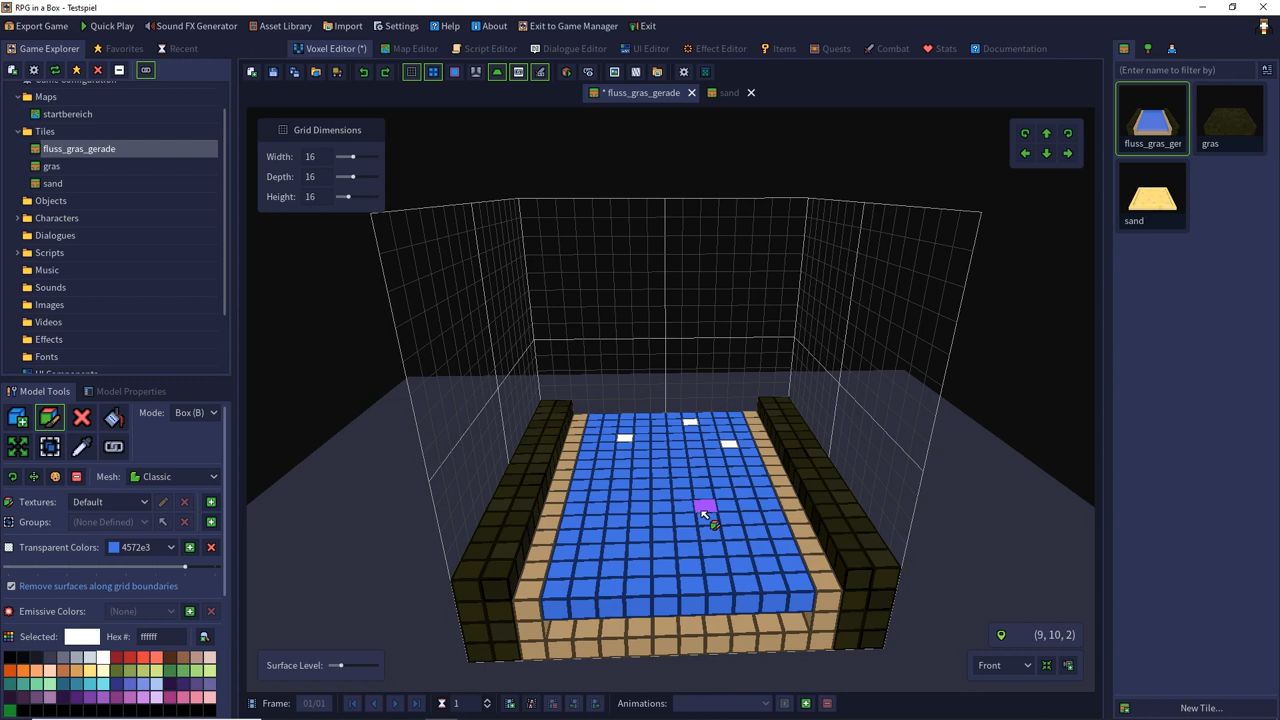 RPG in a Box - Testspiel
Export Game Quick Play Sound FX Generator Asset Library Import Settings Help About Exit to Game Manager Exit
Game Explorer Favorites Recent Voxel Editor (*) Map Editor Script Editor Dialogue Editor UI Editor Effect Editor Items Quests Combat Stats Documentation
(Enter name to filter by)
* fluss_gras_gerade sand
Maps
startbereich
Tiles
fluss_gras_gerade
gras
sand
Objects
Characters
Dialogues
Scripts
Music
Sounds
Images
Videos
Effects
Fonts
Grid Dimensions
Width: 16
Depth: 16
Height: 16
fluss_gras_ger gras
sand
Model Tools Model Properties
Mode: Box (B)
Mesh: Classic
Textures: Default
Groups: (None Defined)
Transparent Colors: 4572e3
Remove surfaces along grid boundaries
Emissive Colors: (None)
Selected: Hex #: ffffff
(9, 10, 2)
Surface Level: Front
Frame: 01/01 1 Animations:
New Tile...